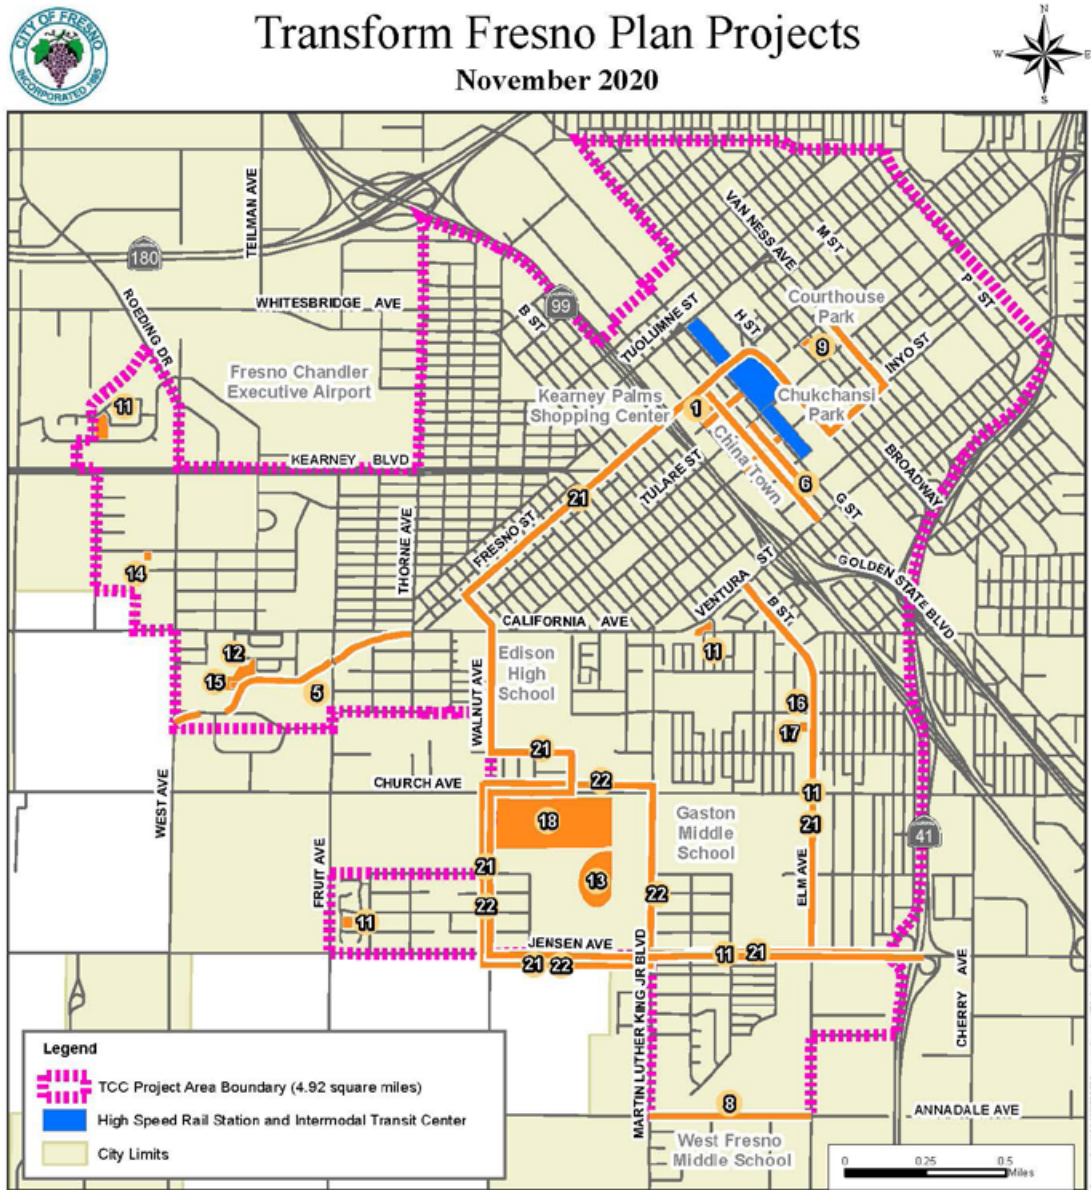 CITY OF FRESNO
INCORPORATED 1885
Transform Fresno Plan Projects
November 2020
N
W
E
S
TEILMAN AVE
180
WHITESBRIDGE AVE
ROEDING DR
99
B ST
VAN NESS AVE
M ST
P ST
TUOLUMNE ST
H ST
Courthouse
Park
9
INYO ST
Fresno Chandler
Executive Airport
Kearney Palms
Shopping Center
1
Chukchansi
Park
11
KEARNEY BLVD
China Town
TULARE ST
6
G ST
BROADWAY
21
FRESNO ST
THORNE AVE
14
GOLDEN STATE BLVD
VENTURA ST
B ST
CALIFORNIA AVE
12
15
5
Edison
High
School
WALNUT AVE
11
16
17
21
CHURCH AVE
22
11
WEST AVE
18
Gaston
Middle
School
21
41
FRUIT AVE
21
13
22
22
ELM AVE
11
JENSEN AVE
11
21
21
22
MARTIN LUTHER KING JR BLVD
CHERRY AVE
8
ANNADALE AVE
West Fresno
Middle School
Legend
TCC Project Area Boundary (4.92 square miles)
High Speed Rail Station and Intermodal Transit Center
City Limits
0
0.25
0.5
Miles